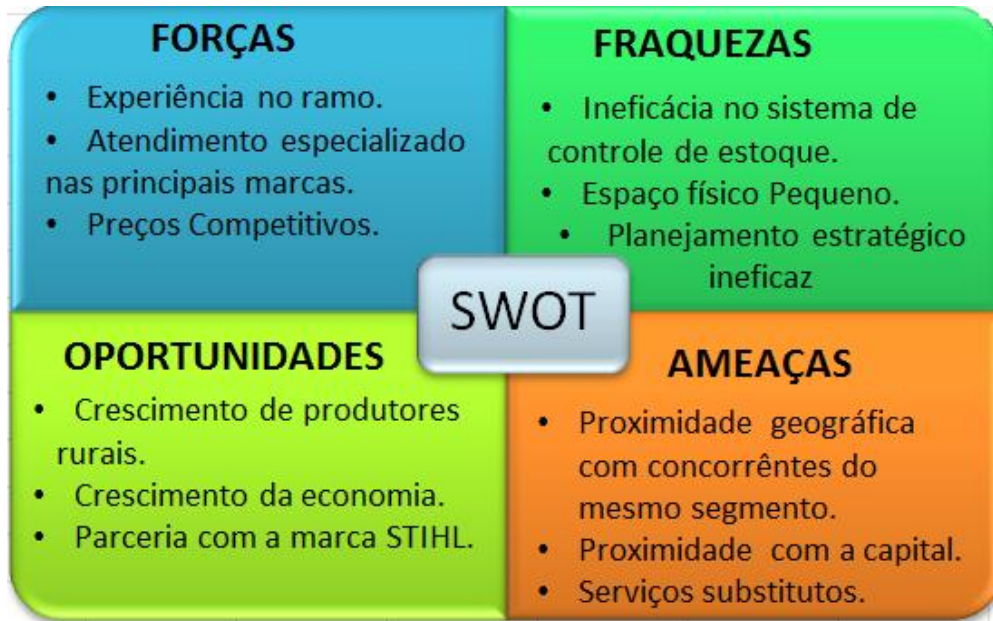 FORÇAS
• Experiência no ramo.
• Atendimento especializado
nas principais marcas.
• Preços Competitivos.
FRAQUEZAS
• Ineficácia no sistema de
controle de estoque.
• Espaço físico Pequeno.
• Planejamento estratégico
ineficaz
SWOT
OPORTUNIDADES
• Crescimento de produtores
rurais.
• Crescimento da economia.
• Parceria com a marca STIHL.
AMEAÇAS
• Proximidade geográfica
com concorrêntes do
mesmo segmento.
• Proximidade com a capital.
• Serviços substitutos.